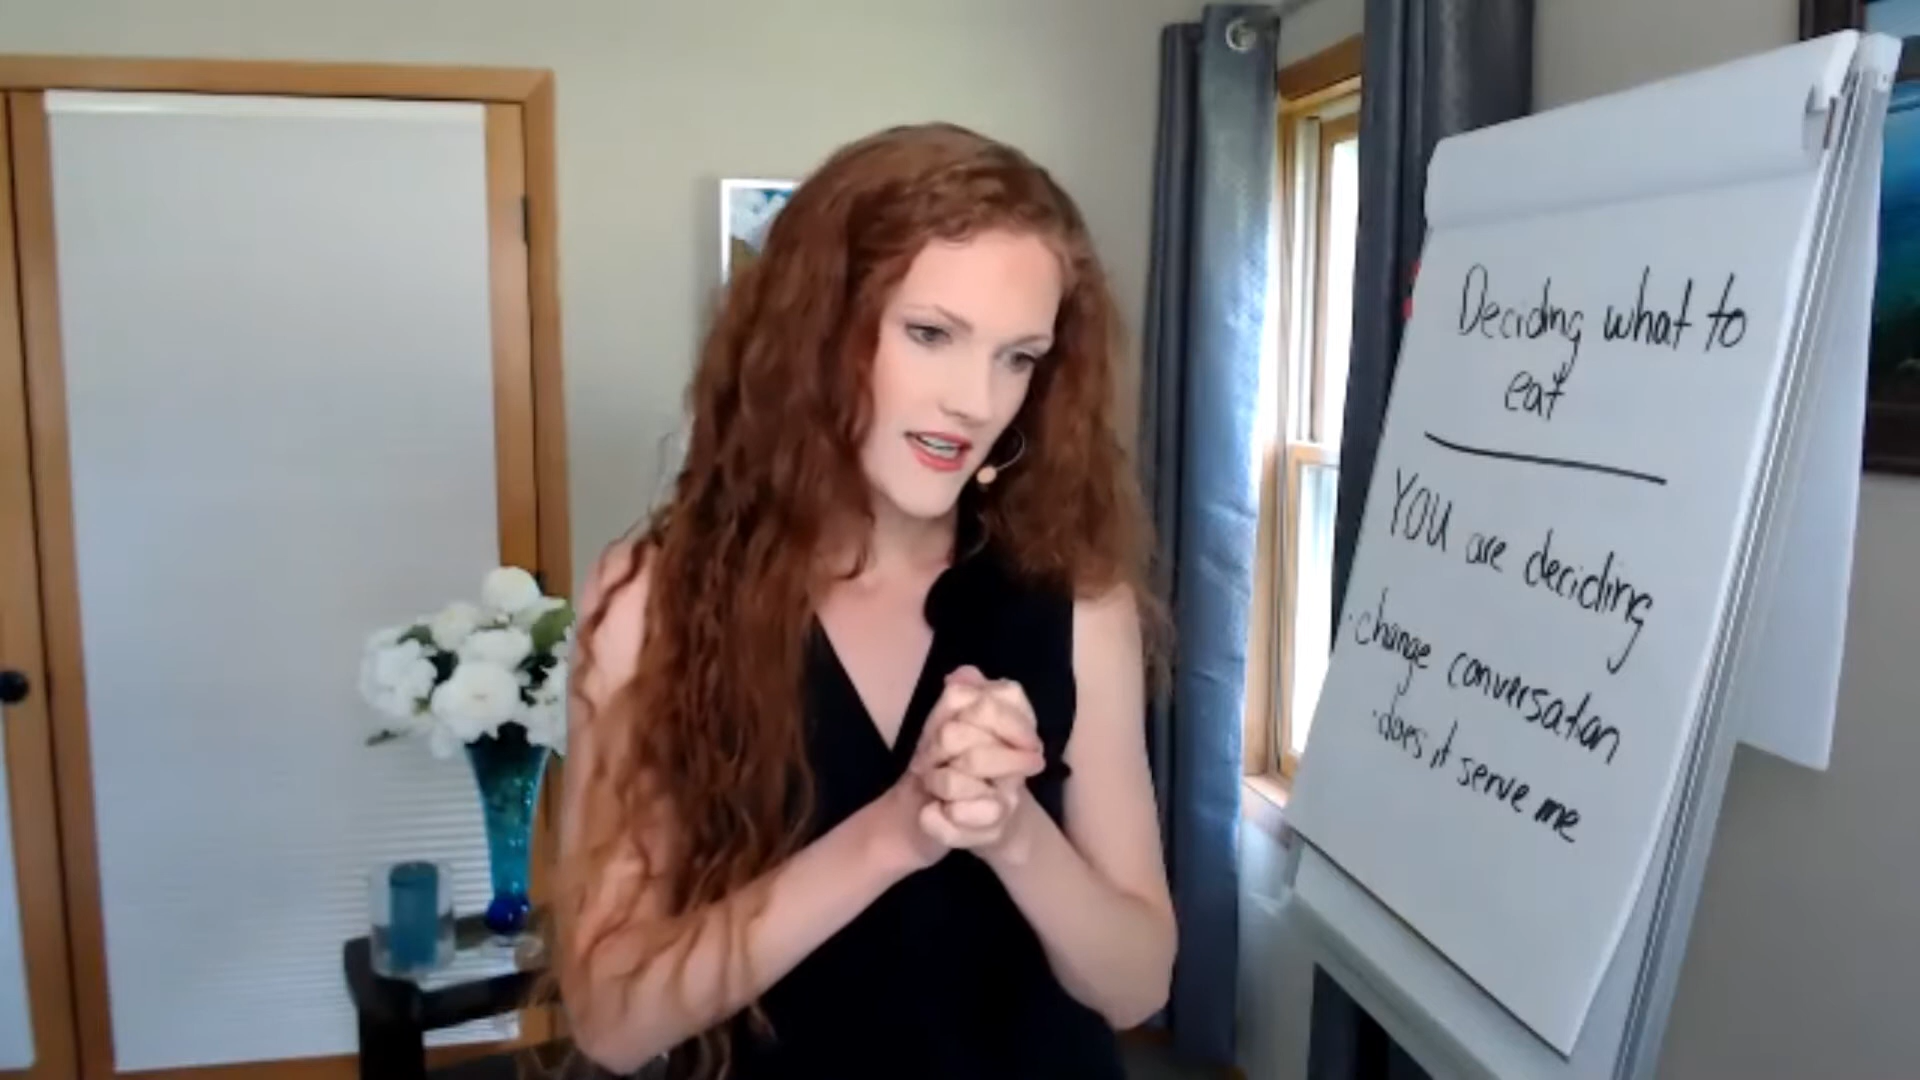 Deciding what to
eat
YOU are deciding
· change conversation
· does it serve me